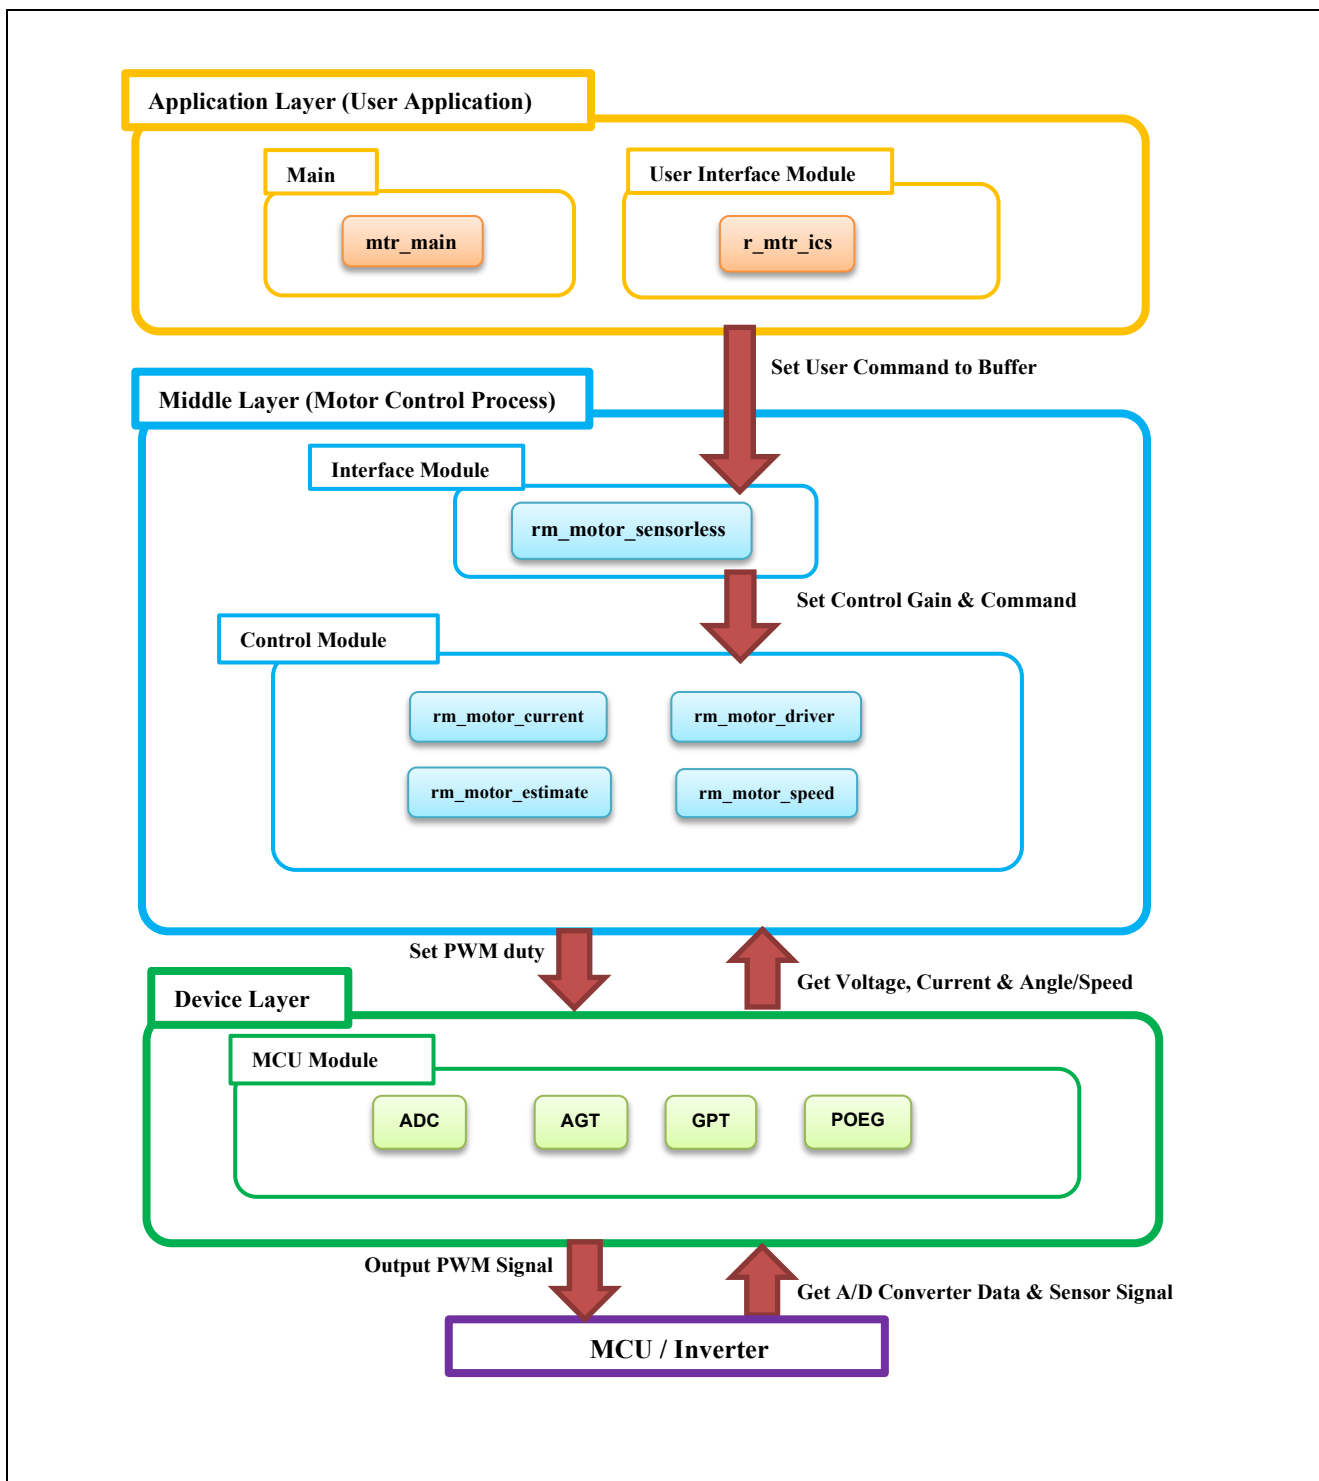 Application Layer (User Application)
Main
User Interface Module
mtr_main
r_mtr_ics
Set User Command to Buffer
Middle Layer (Motor Control Process)
Interface Module
rm_motor_sensorless
Set Control Gain & Command
Control Module
rm_motor_current
rm_motor_driver
rm_motor_estimate
rm_motor_speed
Set PWM duty
Get Voltage, Current & Angle/Speed
Device Layer
MCU Module
ADC
AGT
GPT
POEG
Output PWM Signal
Get A/D Converter Data & Sensor Signal
MCU / Inverter